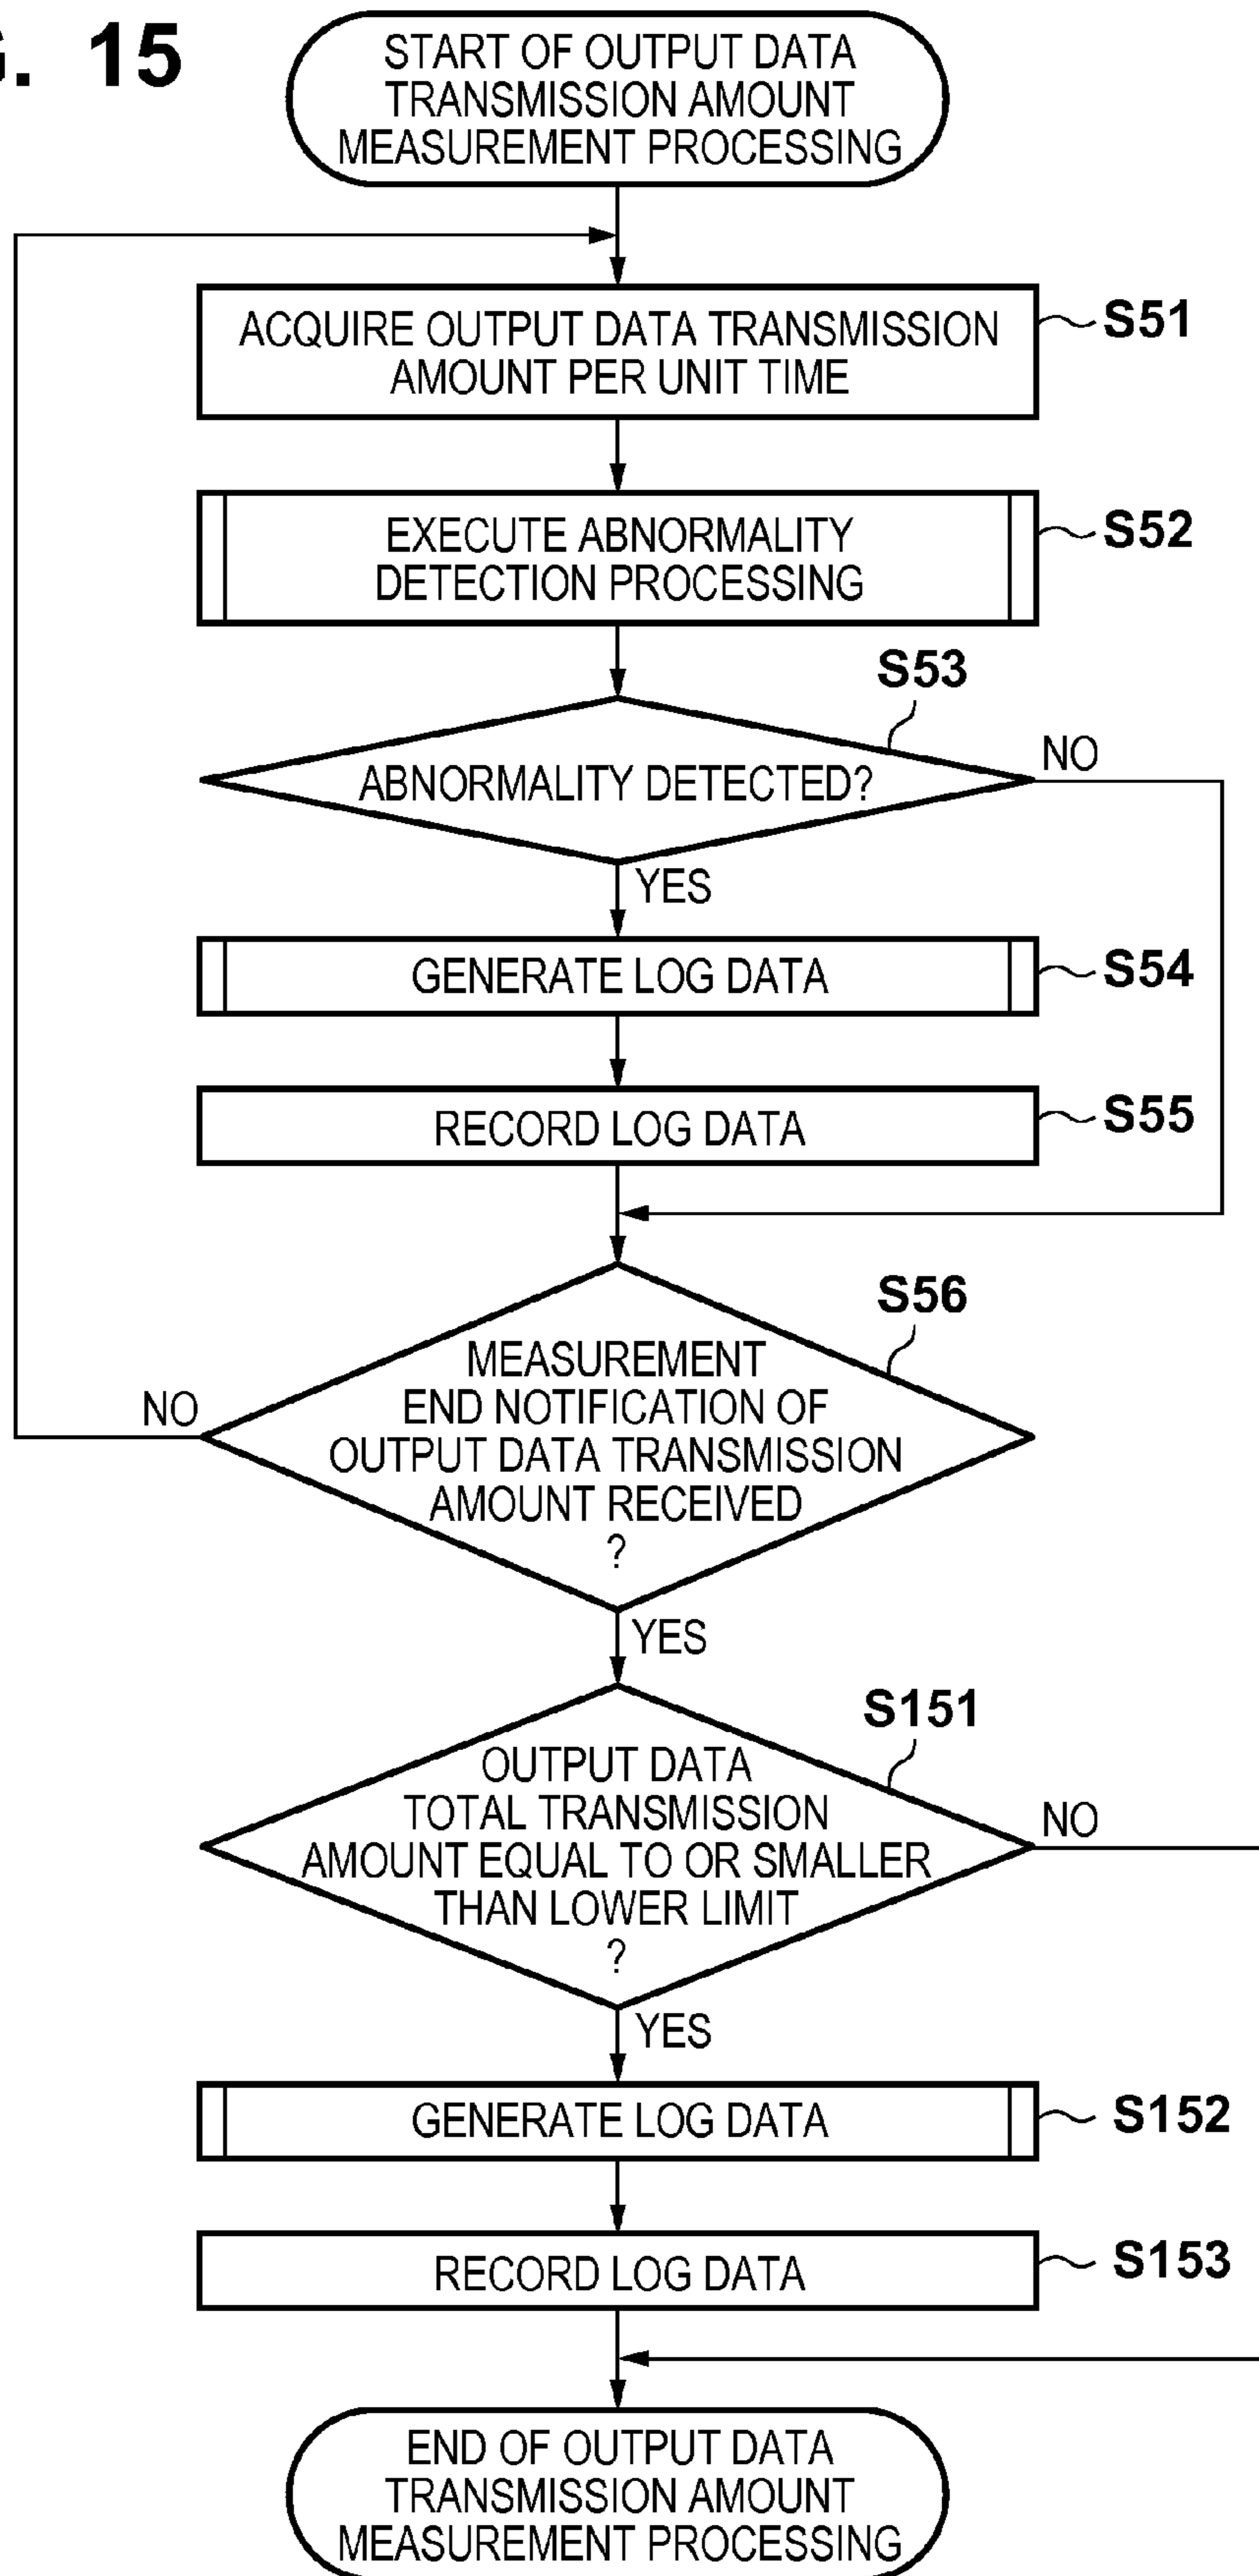 . 15
START OF OUTPUT DATA
TRANSMISSION AMOUNT
MEASUREMENT PROCESSING
ACQUIRE OUTPUT DATA TRANSMISSION
AMOUNT PER UNIT TIME
S51
EXECUTE ABNORMALITY
DETECTION PROCESSING
S52
S53
ABNORMALITY DETECTED?
NO
YES
GENERATE LOG DATA
S54
RECORD LOG DATA
S55
S56
MEASUREMENT
END NOTIFICATION OF
OUTPUT DATA TRANSMISSION
AMOUNT RECEIVED
?
NO
YES
S151
OUTPUT DATA
TOTAL TRANSMISSION
AMOUNT EQUAL TO OR SMALLER
THAN LOWER LIMIT
?
NO
YES
GENERATE LOG DATA
S152
RECORD LOG DATA
S153
END OF OUTPUT DATA
TRANSMISSION AMOUNT
MEASUREMENT PROCESSING